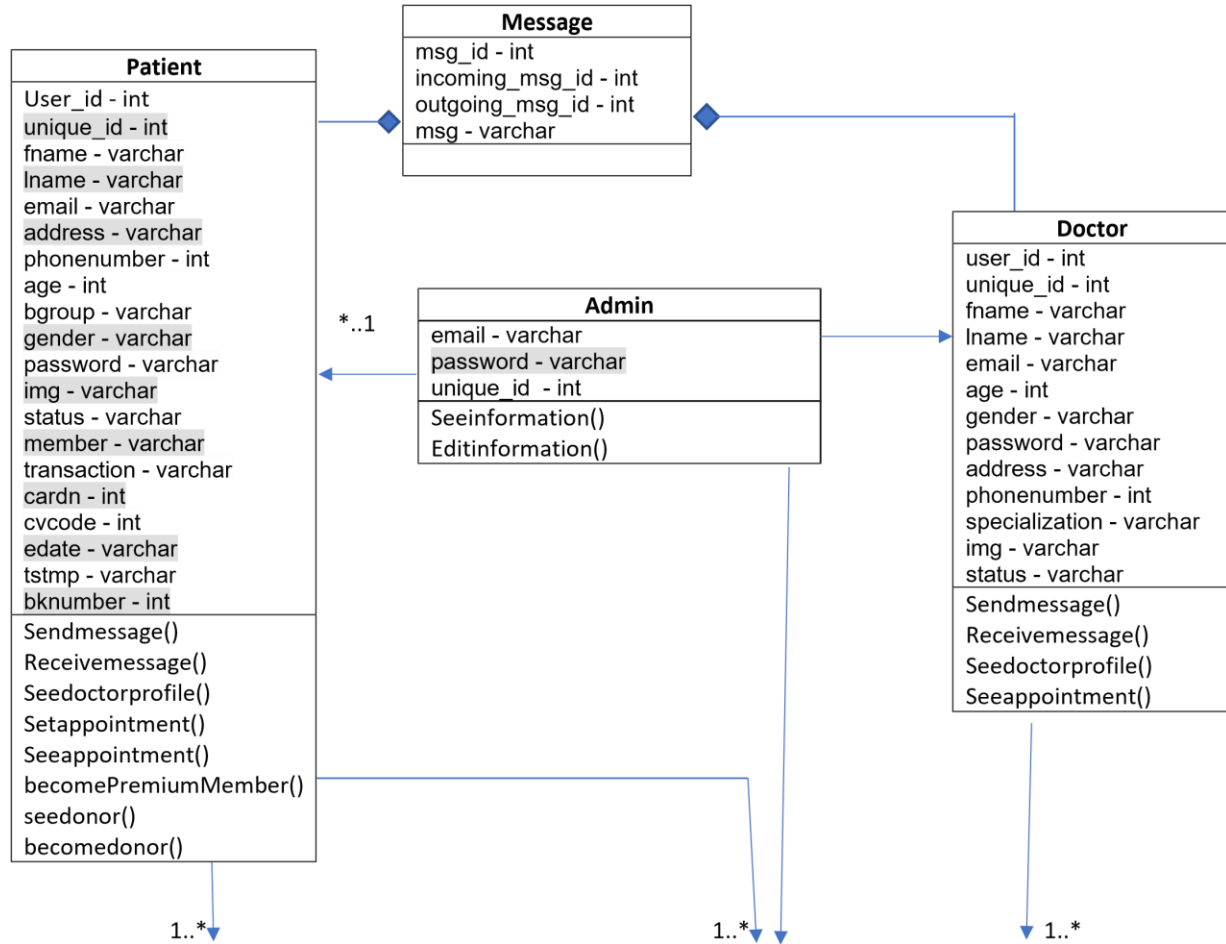 Message
msg_id - int
incoming_msg_id - int
outgoing_msg_id - int
msg - varchar
Patient
User_id - int
unique_id - int
fname - varchar
lname - varchar
email - varchar
address - varchar
phonenumber - int
age - int
bgroup - varchar
gender - varchar
password - varchar
img - varchar
status - varchar
member - varchar
transaction - varchar
cardn - int
cvcode - int
edate - varchar
tstmp - varchar
bknumber - int
Sendmessage()
Receivemessage()
Seedoctorprofile()
Setappointment()
Seeappointment()
becomePremiumMember()
seedonor()
becomedonor()
*..1
Admin
email - varchar
password - varchar
unique_id - int
Seeinformation()
Editinformation()
Doctor
user_id - int
unique_id - int
fname - varchar
lname - varchar
email - varchar
age - int
gender - varchar
password - varchar
address - varchar
phonenumber - int
specialization - varchar
img - varchar
status - varchar
Sendmessage()
Receivemessage()
Seedoctorprofile()
Seeappointment()
1..*
1..*
1..*